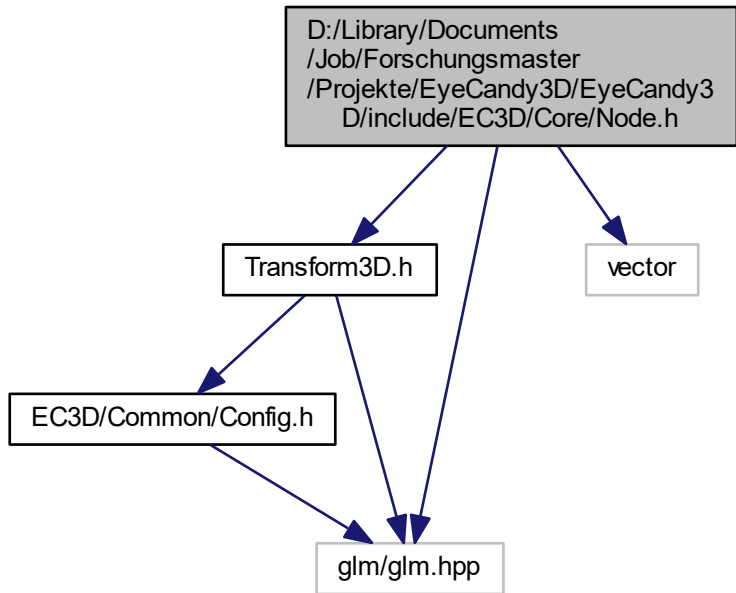 D:/Library/Documents
/Job/Forschungsmaster
/Projekte/EyeCandy3D/EyeCandy3
D/include/EC3D/Core/Node.h
Transform3D.h
vector
EC3D/Common/Config.h
glm/glm.hpp